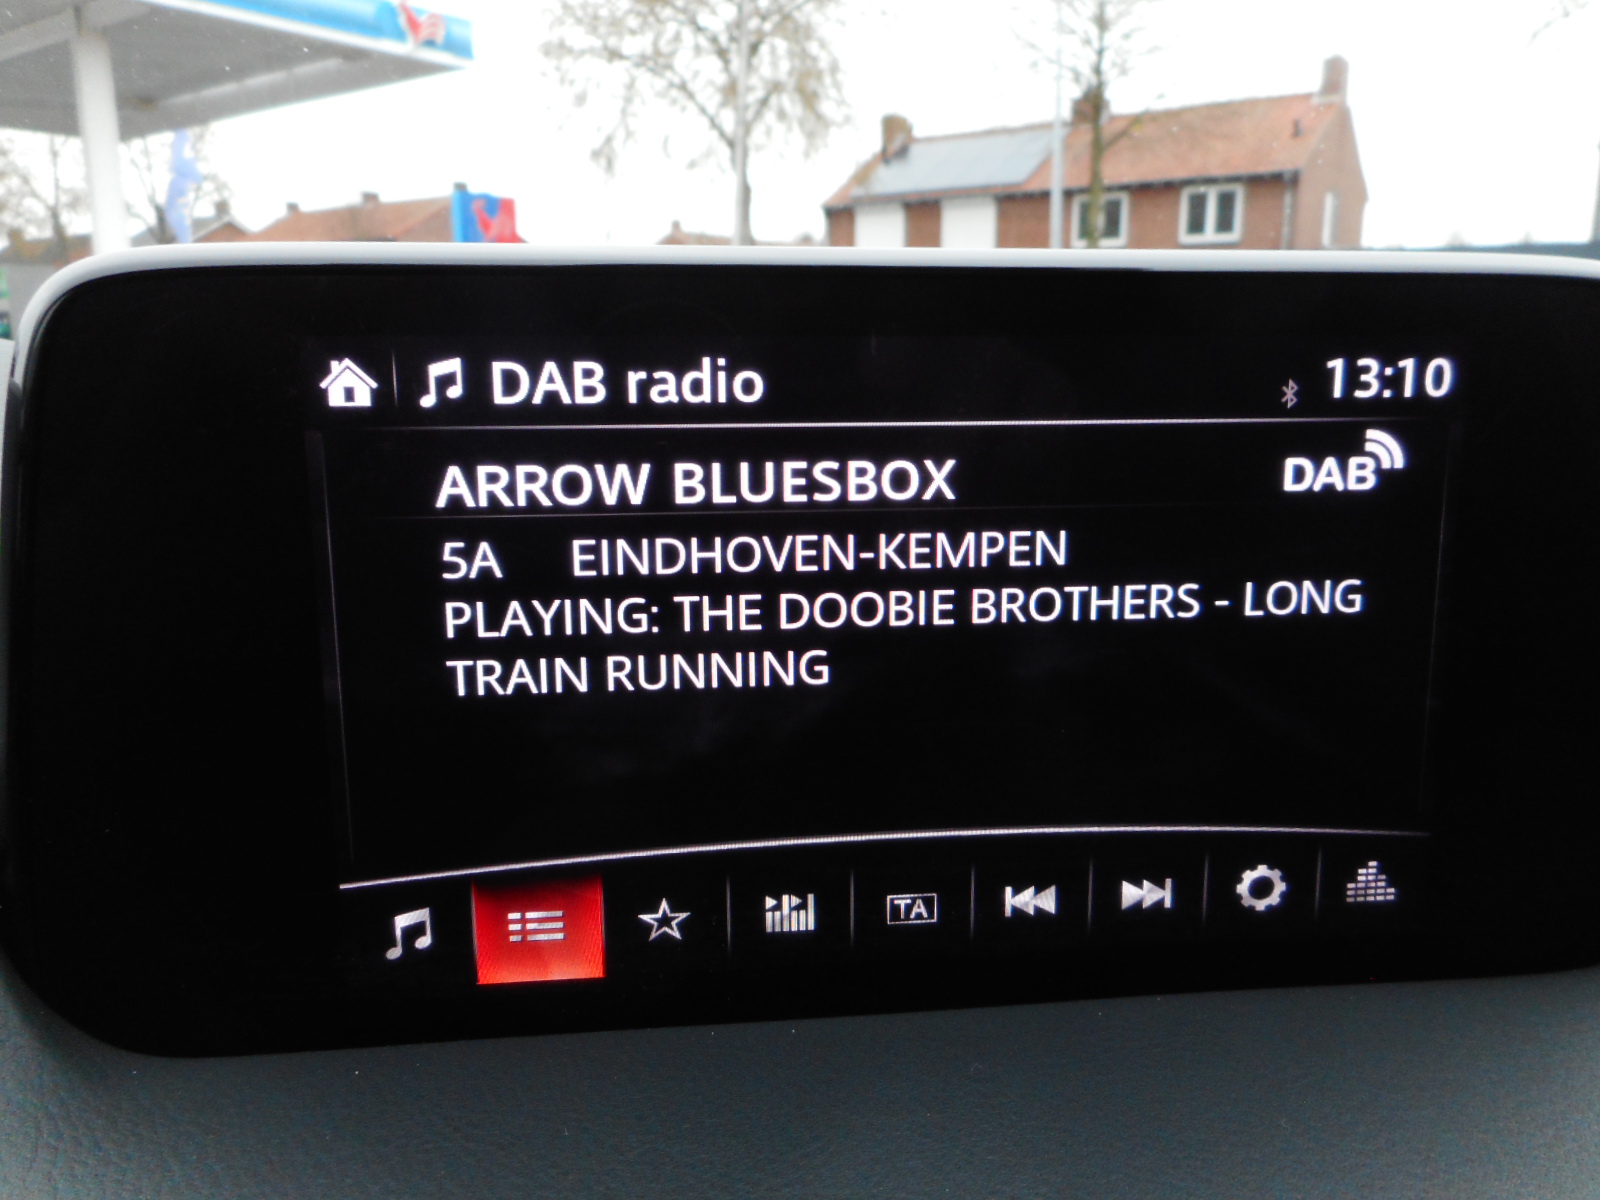 DAB radio 13:10
ARROW BLUESBOX DAB
5A EINDHOVEN-KEMPEN
PLAYING: THE DOOBIE BROTHERS - LONG
TRAIN RUNNING
TA